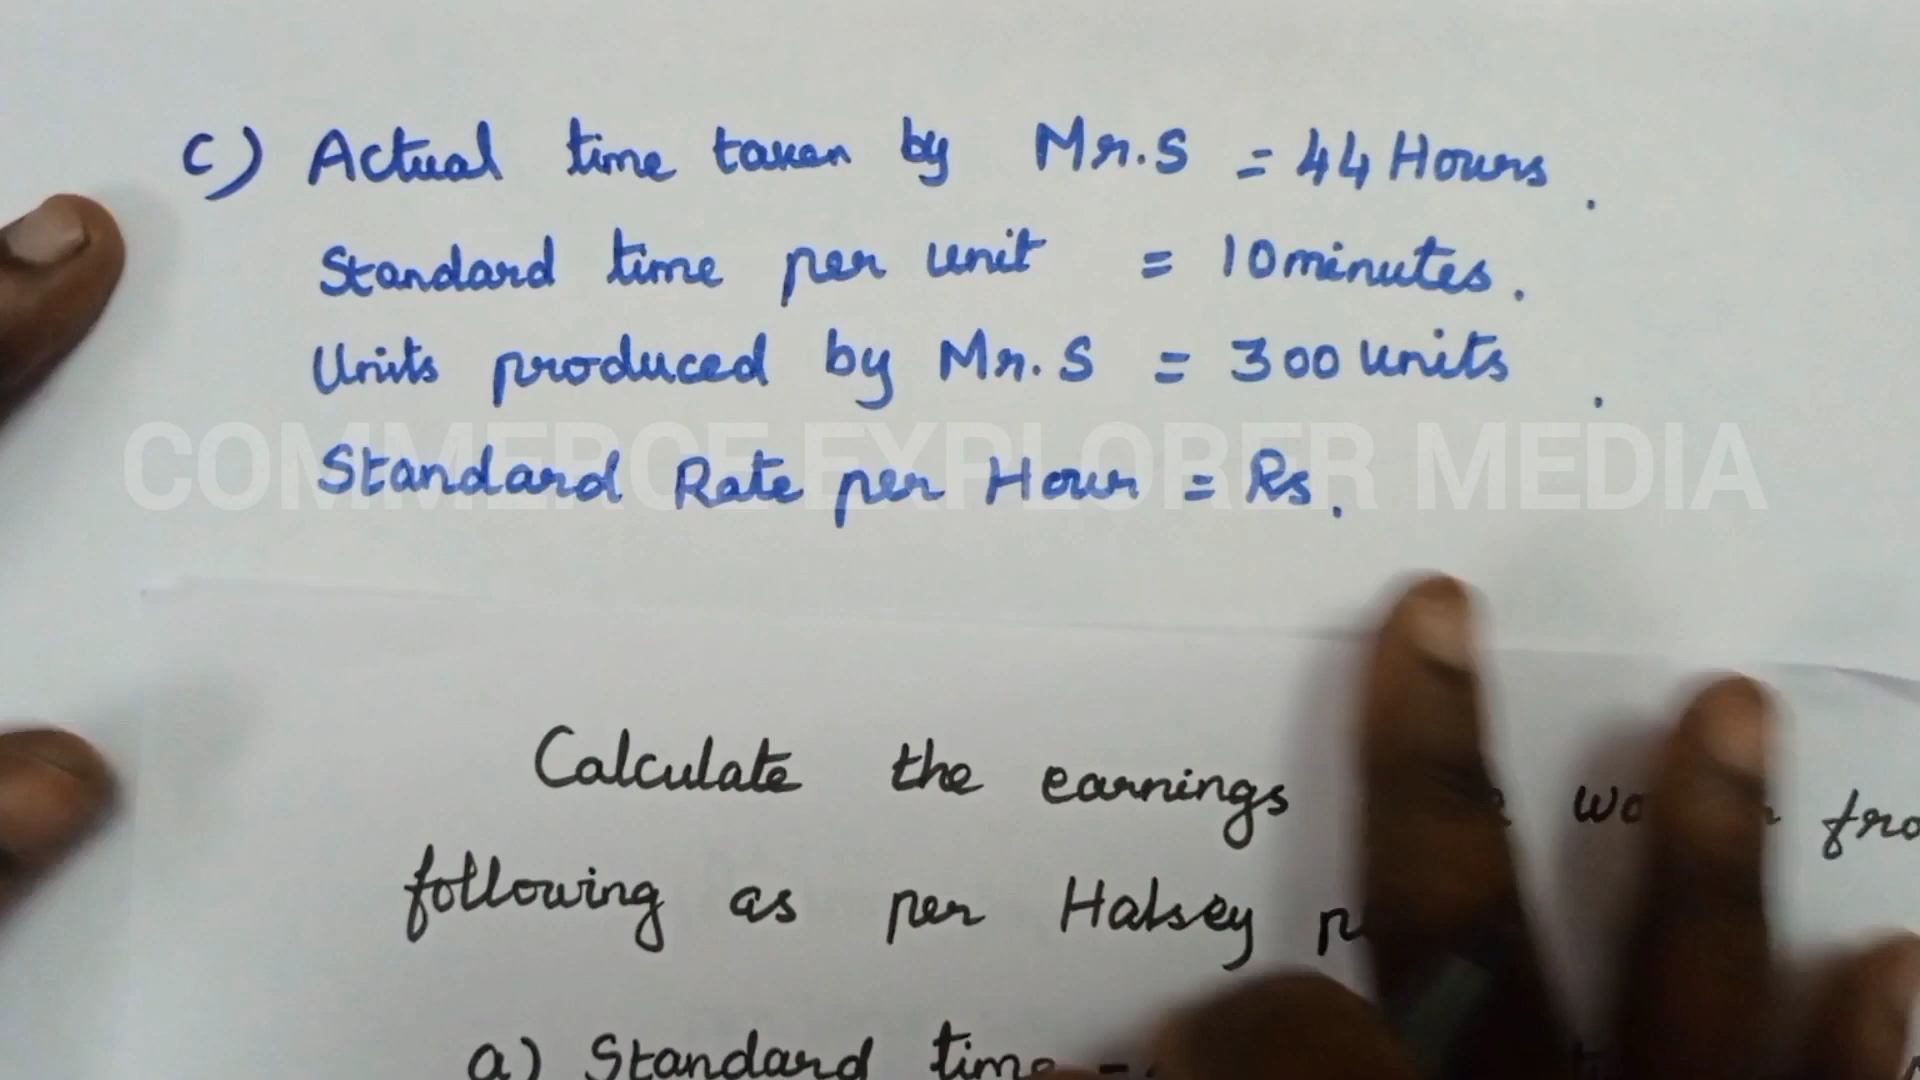 c) Actual time taken by Mr. S = 44 Hours.
Standard time per unit = 10 minutes.
Units produced by Mr. S = 300 units.
COMMERCE EXPLORER MEDIA
Standard Rate per Hour = Rs.
Calculate the earnings
following as per Halsey
a) Standard time